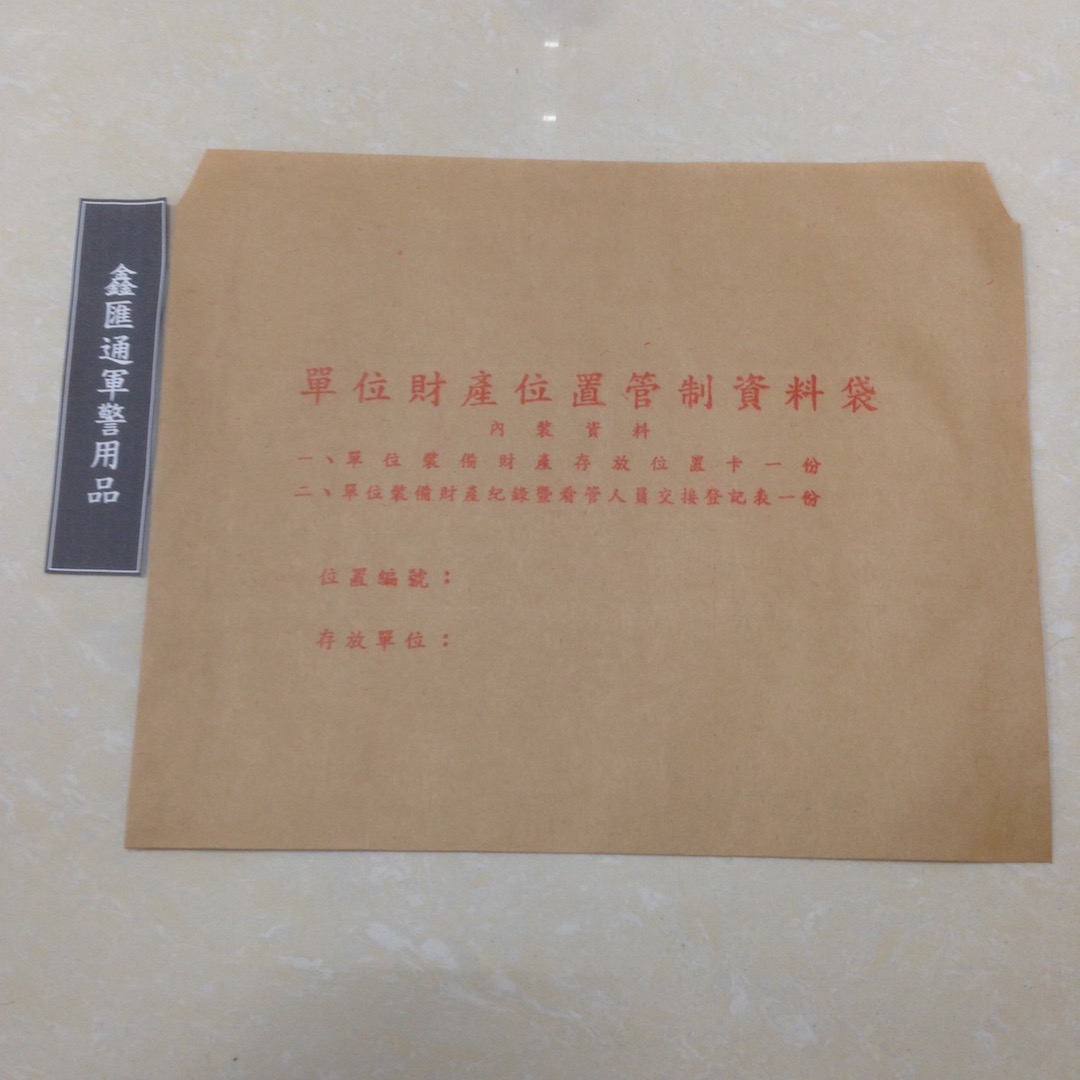 鑫匯通軍警用品
單位財產位置管制資料袋
內裝資料
一、單位裝備財產存放位置卡一份
二、單位裝備財產紀錄暨看管人員交接登記表一份
位置編號：
存放單位：